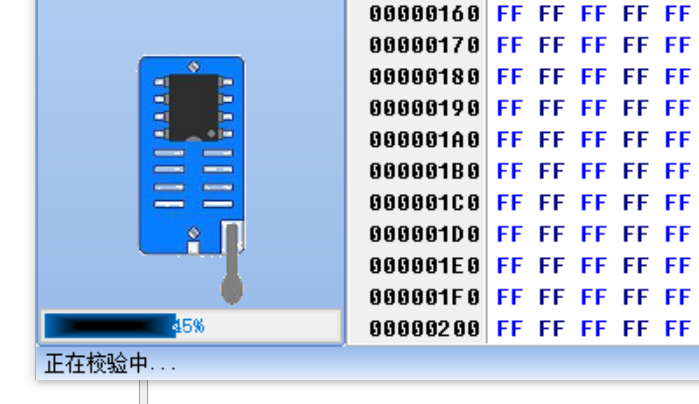 00000160 FF FF FF FF FF
00000170 FF FF FF FF FF
00000180 FF FF FF FF FF
00000190 FF FF FF FF FF
000001A0 FF FF FF FF FF
000001B0 FF FF FF FF FF
000001C0 FF FF FF FF FF
000001D0 FF FF FF FF FF
000001E0 FF FF FF FF FF
000001F0 FF FF FF FF FF
00000200 FF FF FF FF FF
45%
正在校验中...